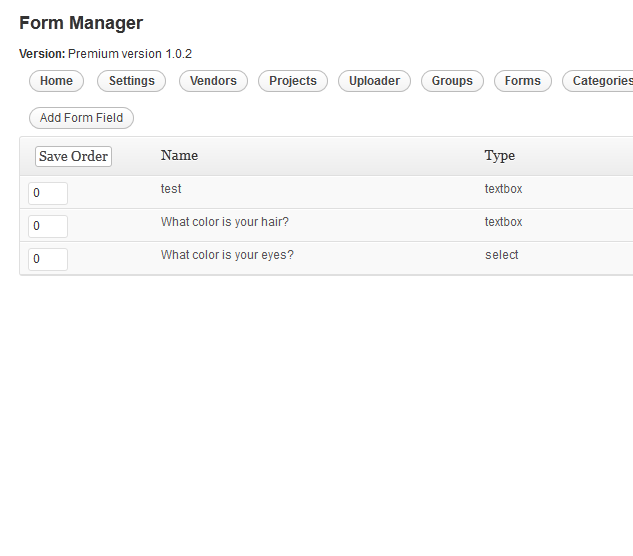 Form Manager
Version: Premium version 1.0.2
Home Settings Vendors Projects Uploader Groups Forms Categories
Add Form Field
Save Order Name Type
0 test textbox
0 What color is your hair? textbox
0 What color is your eyes? select